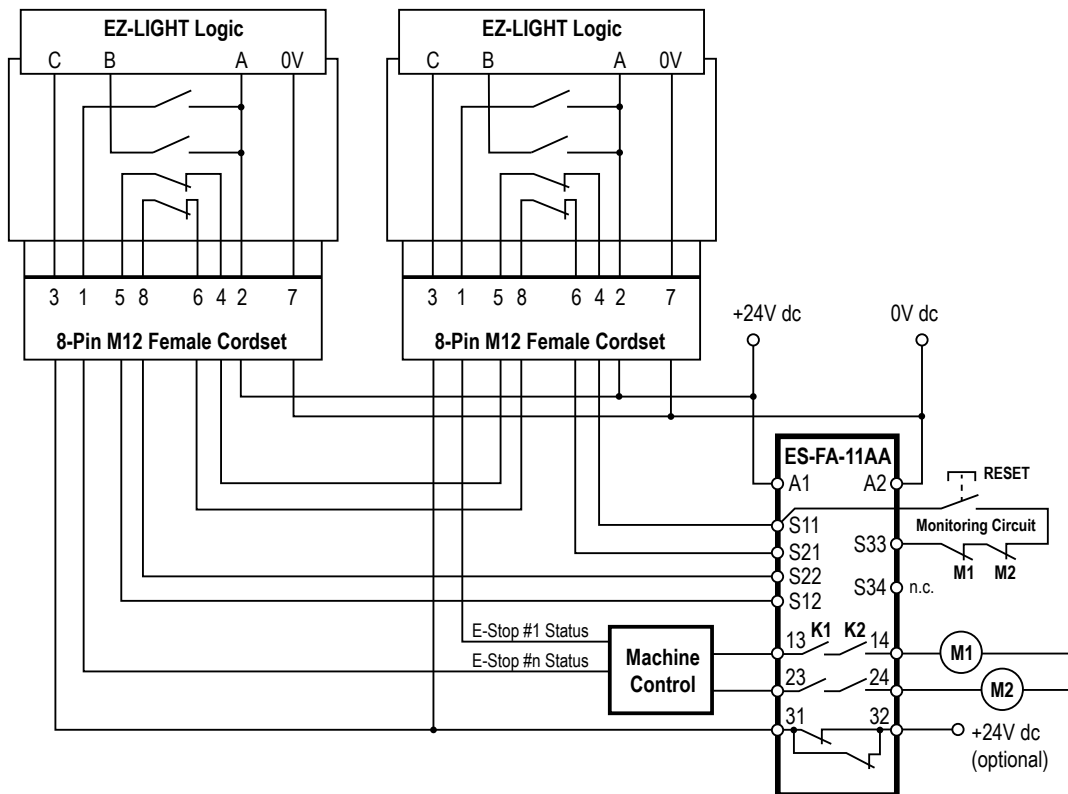 EZ-LIGHT Logic
C B A 0V
3 1 5 8 6 4 2 7
8-Pin M12 Female Cordset
EZ-LIGHT Logic
C B A 0V
3 1 5 8 6 4 2 7
8-Pin M12 Female Cordset
+24V dc
0V dc
ES-FA-11AA
A1 A2
RESET
S11
Monitoring Circuit
S21
S33
M1 M2
S22
S34 n.c.
S12
E-Stop #1 Status
E-Stop #n Status
Machine
Control
13 K1 K2 14
M1
23 24
M2
31 32
+24V dc
(optional)